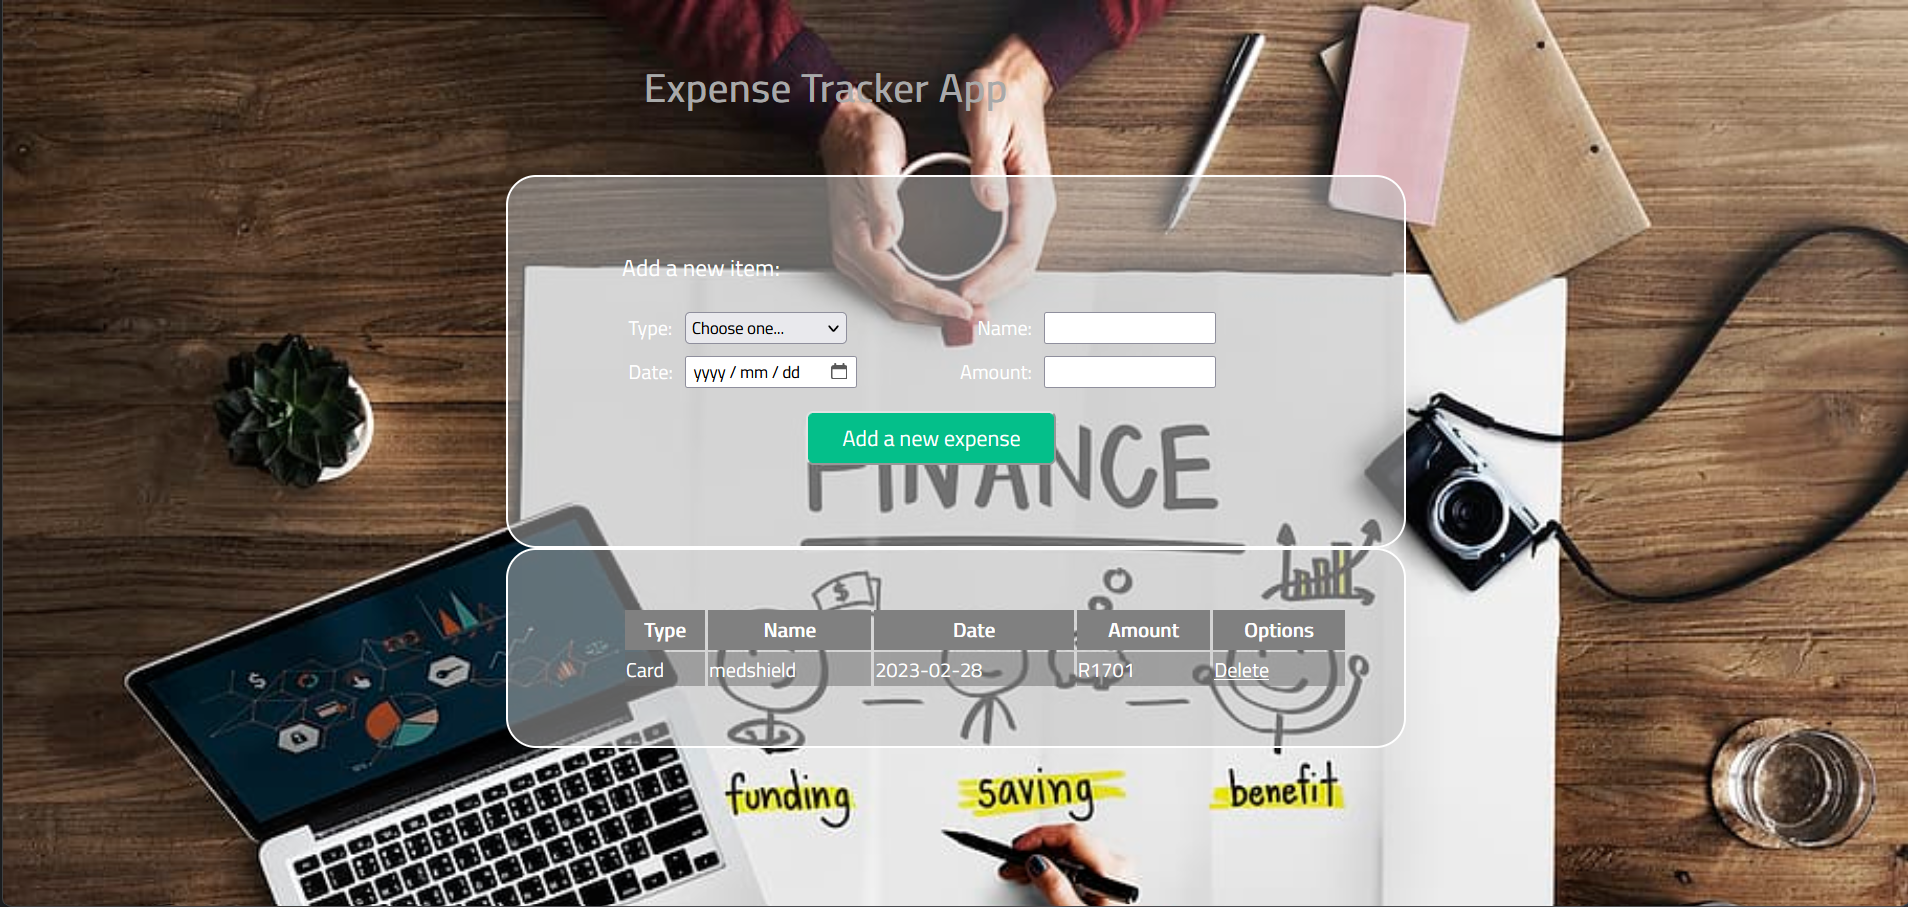 Expense Tracker App
Add a new item:
Type: Choose one... Name:
Date: yyyy / mm / dd Amount:
Add a new expense
FINANCE
$
Type Name Date Amount Options
Card medshield 2023-02-28 R1701 Delete
$
funding saving benefit